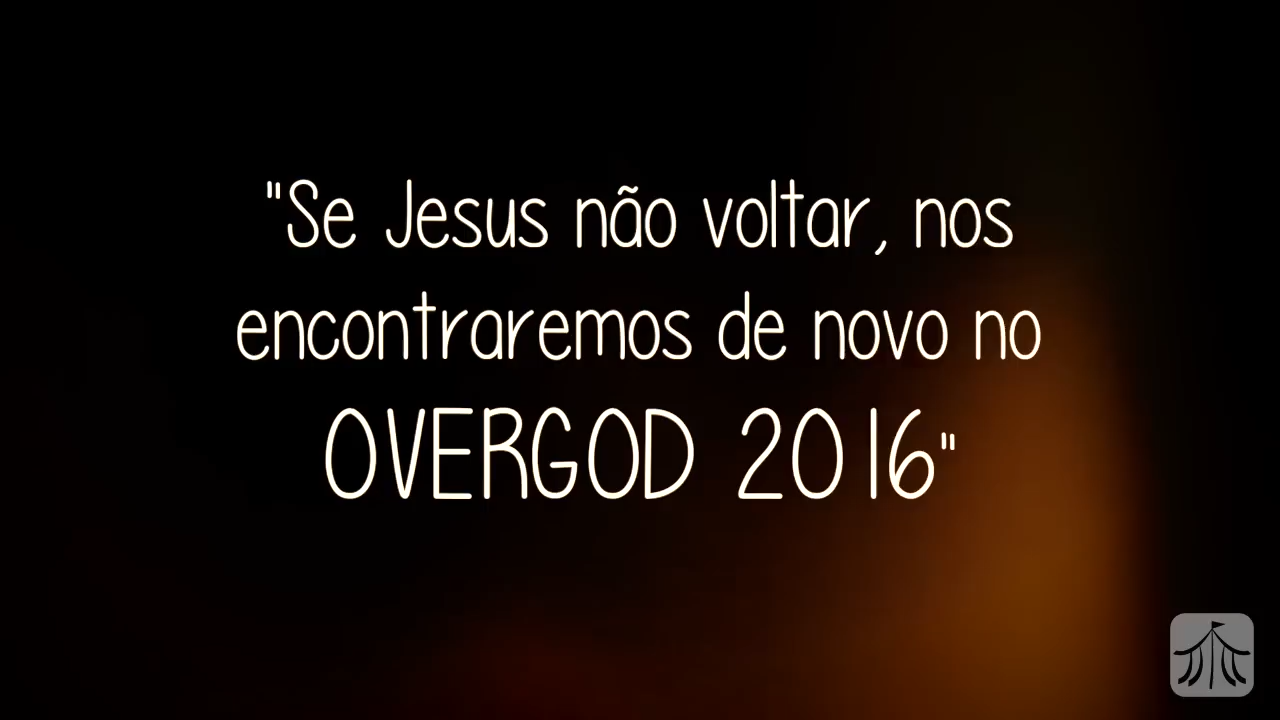 "Se Jesus não voltar, nos
encontraremos de novo no
OVERGOD 2016"